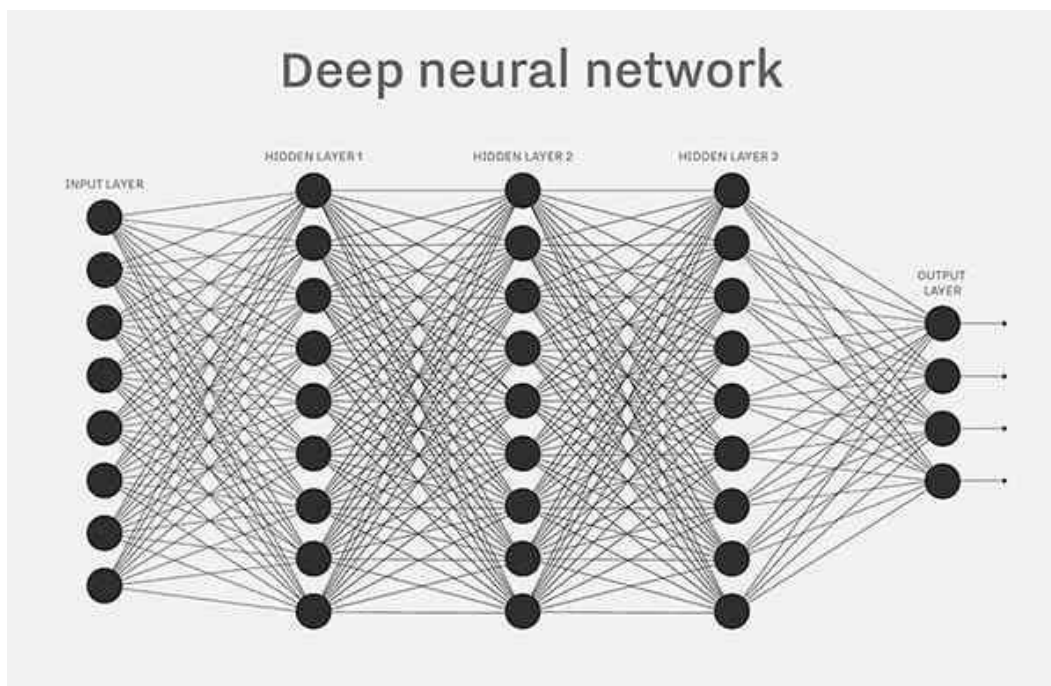 Deep neural network
HIDDEN LAYER 1
HIDDEN LAYER 2
HIDDEN LAYER 3
INPUT LAYER
OUTPUT
LAYER